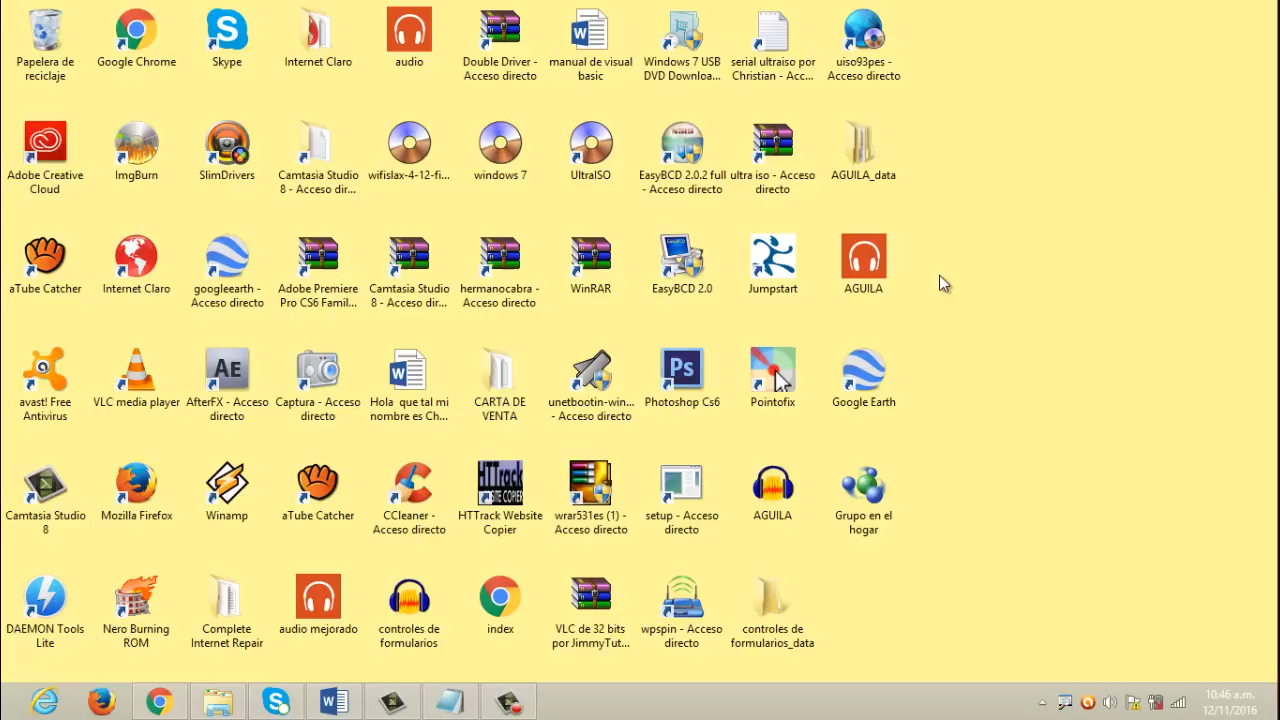 Papelera de
reciclaje
Google Chrome
Skype
Internet Claro
audio
Double Driver -
Acceso directo
manual de visual
basic
Windows 7 USB
DVD Downloa...
serial ultraiso por
Christian - Acc...
uiso93pes -
Acceso directo
Adobe Creative
Cloud
ImgBurn
SlimDrivers
Camtasia Studio
8 - Acceso dir...
wifislax-4-12-fi...
windows 7
UltraISO
EasyBCD 2.0.2 full
- Acceso directo
ultra iso - Acceso
directo
AGUILA_data
aTube Catcher
Internet Claro
googleearth -
Acceso directo
Adobe Premiere
Pro CS6 Famil...
Camtasia Studio
8 - Acceso dir...
hermanocabra -
Acceso directo
WinRAR
EasyBCD 2.0
Jumpstart
AGUILA
avast! Free
Antivirus
VLC media player
AE
AfterFX - Acceso
directo
Captura - Acceso
directo
Hola que tal mi
nombre es Ch...
CARTA DE
VENTA
unetbootin-win...
- Acceso directo
Ps
Photoshop Cs6
Pointofix
Google Earth
Camtasia Studio
8
Mozilla Firefox
Winamp
aTube Catcher
CCleaner -
Acceso directo
HTTrack
SITE COPIER
HTTrack Website
Copier
wrar531es (1) -
Acceso directo
setup - Acceso
directo
AGUILA
Grupo en el
hogar
DAEMON Tools
Lite
Nero Burning
ROM
Complete
Internet Repair
audio mejorado
controles de
formularios
index
VLC de 32 bits
por JimmyTut...
wpspin - Acceso
directo
controles de
formularios_data
10:46 a.m.
12/11/2016